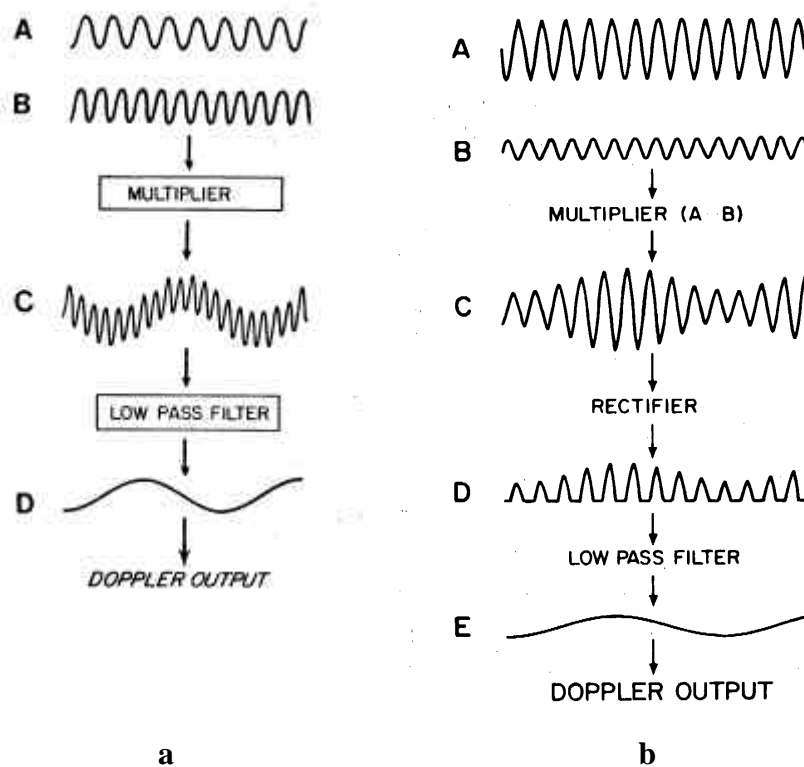 A
B
MULTIPLIER
C
LOW PASS FILTER
D
DOPPLER OUTPUT
a
A
B
MULTIPLIER (A B)
C
RECTIFIER
D
LOW PASS FILTER
E
DOPPLER OUTPUT
b